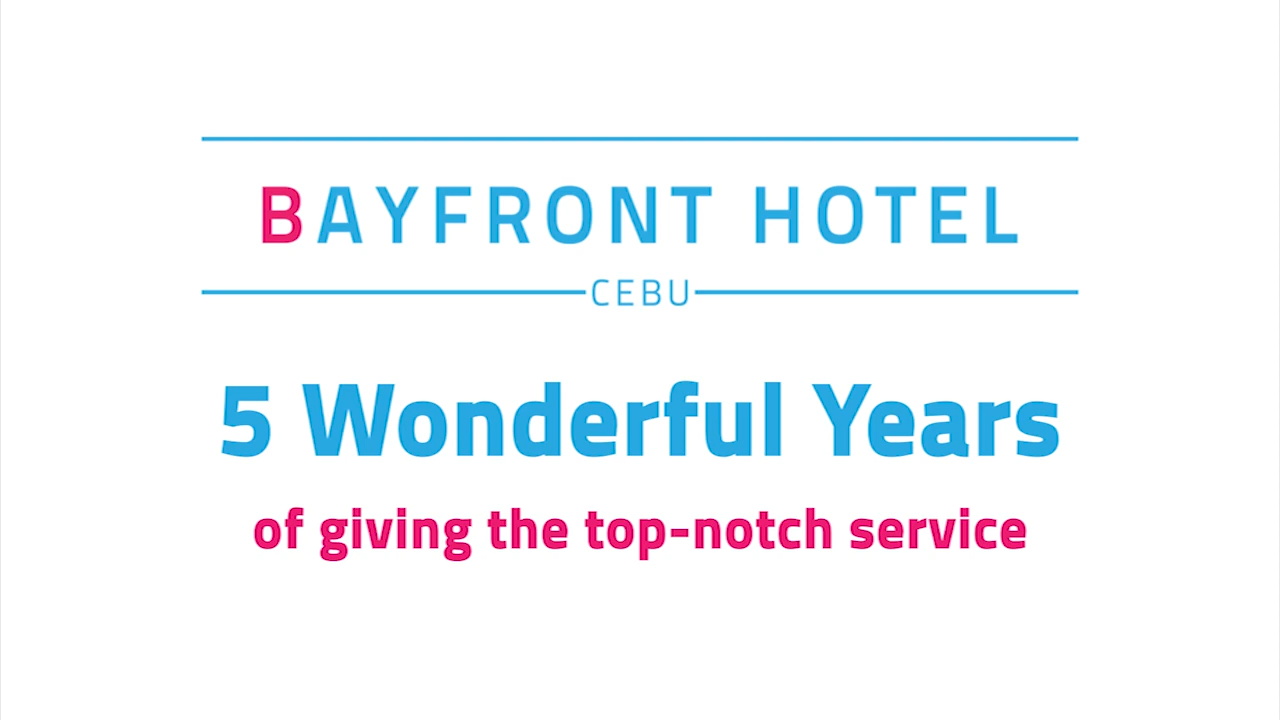 BAYFRONT HOTEL
CEBU
5 Wonderful Years
of giving the top-notch service